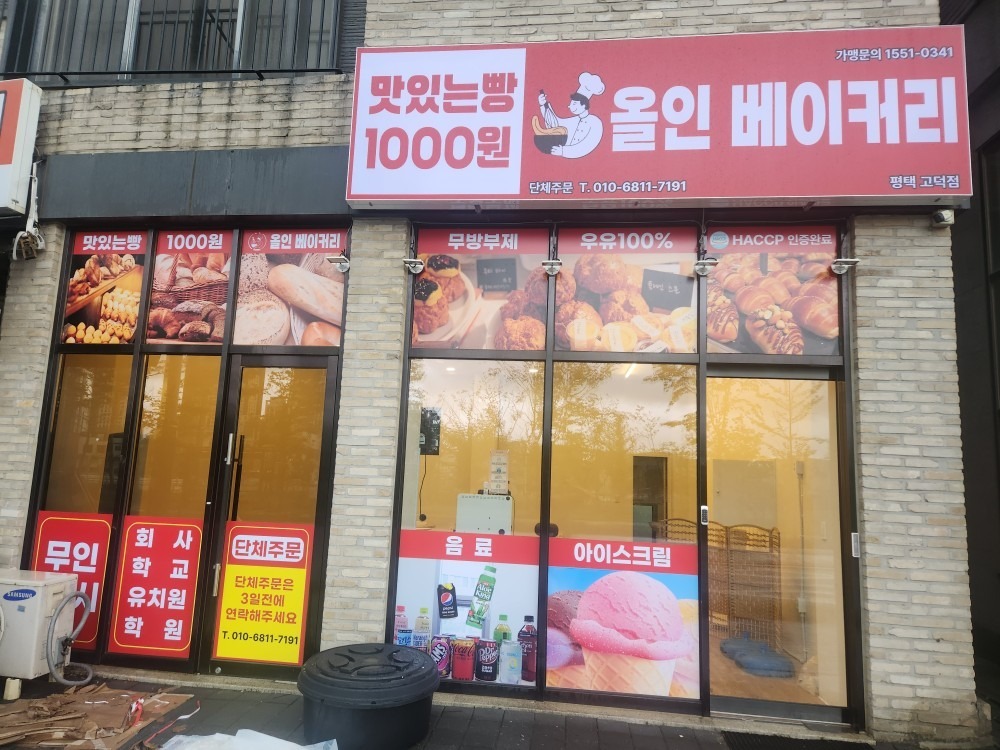 가맹문의 1551-0341
맛있는빵
1000원
올인 베이커리
단체주문 T. 010-6811-7191
평택 고덕점
맛있는빵
1000원
올인 베이커리
무방부제
우유100%
HACCP 인증완료
무인
회사
학교
유치원
학원
단체주문
단체주문은
3일전에
연락해주세요
T. 010-6811-7191
음료
아이스크림
SAMSUNG
pepsi
Dr Pepper